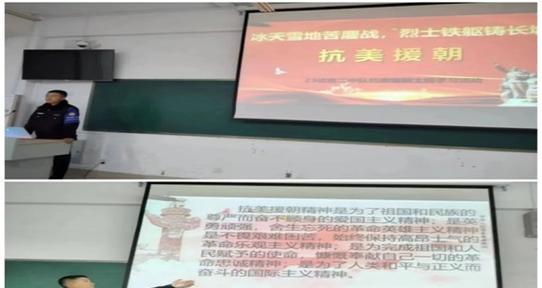 冰天雪地苦鏖战，烈士铁躯铸长城
抗美援朝
抗美援朝精神是为了祖国和民族的
尊严而奋不顾身的爱国主义精神；是英
勇顽强，舍生忘死的革命英雄主义精神
是不畏艰难困苦，始终保持高昂士气的
革命乐观主义精神；是为完成祖国和人
民赋予的使命，慷慨奉献自己一切的革
命忠诚精神；是为了人类和平与正义而
奋斗的国际主义精神。